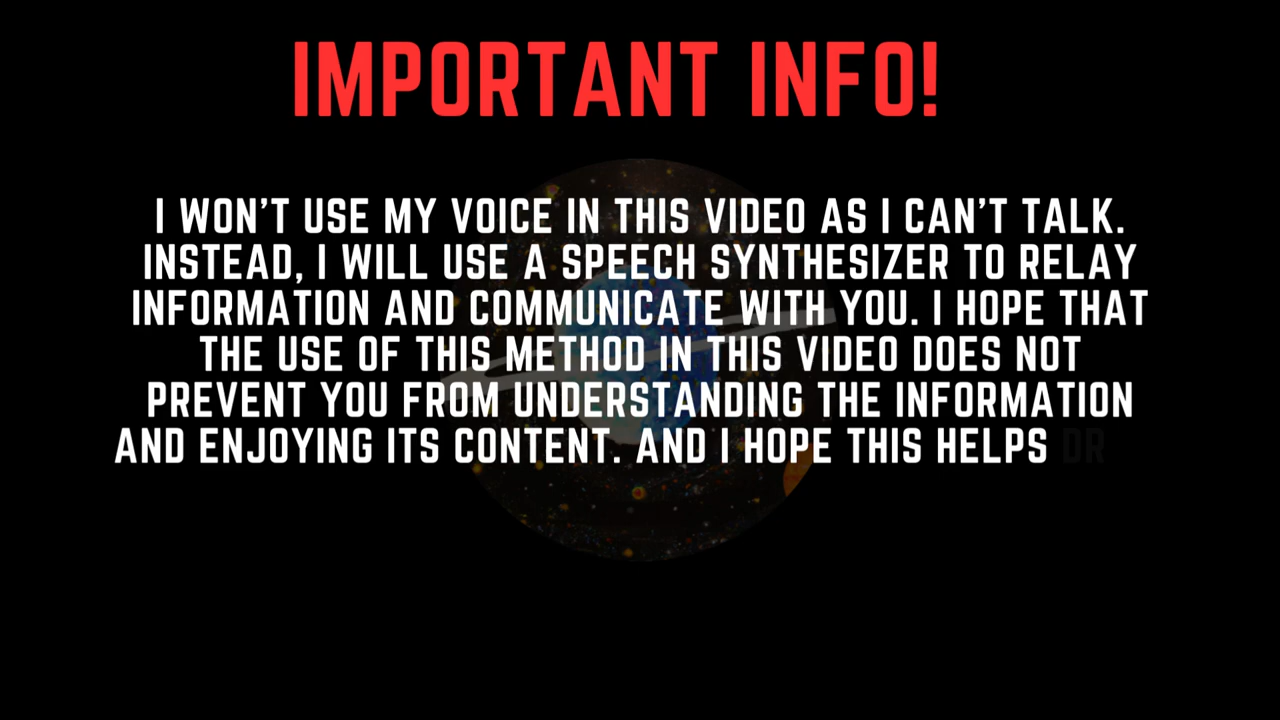 IMPORTANT INFO!
I WON'T USE MY VOICE IN THIS VIDEO AS I CAN'T TALK.
INSTEAD, I WILL USE A SPEECH SYNTHESIZER TO RELAY
INFORMATION AND COMMUNICATE WITH YOU. I HOPE THAT
THE USE OF THIS METHOD IN THIS VIDEO DOES NOT
PREVENT YOU FROM UNDERSTANDING THE INFORMATION
AND ENJOYING ITS CONTENT. AND I HOPE THIS HELPS DR